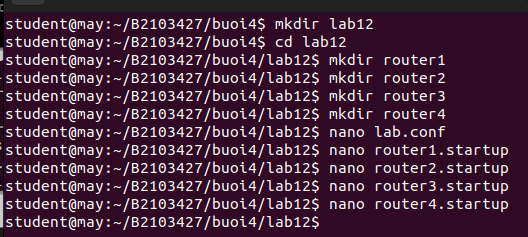 student@may:~/B2103427/buoi4$ mkdir lab12
student@may:~/B2103427/buoi4$ cd lab12
student@may:~/B2103427/buoi4/lab12$ mkdir router1
student@may:~/B2103427/buoi4/lab12$ mkdir router2
student@may:~/B2103427/buoi4/lab12$ mkdir router3
student@may:~/B2103427/buoi4/lab12$ mkdir router4
student@may:~/B2103427/buoi4/lab12$ nano lab.conf
student@may:~/B2103427/buoi4/lab12$ nano router1.startup
student@may:~/B2103427/buoi4/lab12$ nano router2.startup
student@may:~/B2103427/buoi4/lab12$ nano router3.startup
student@may:~/B2103427/buoi4/lab12$ nano router4.startup
student@may:~/B2103427/buoi4/lab12$